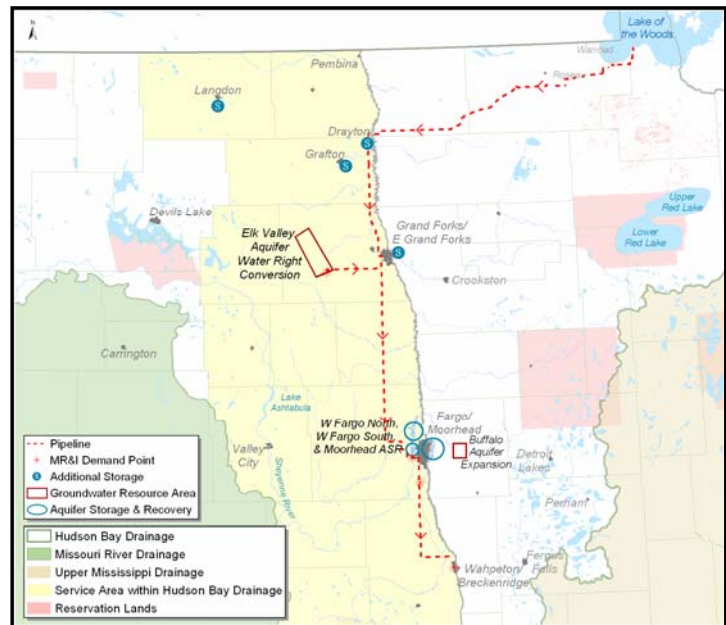 N
Lake of
the Woods
Warroad
Roseau
Pembina
Langdon
S
Drayton
S
Grafton
S
Devils Lake
Upper
Red Lake
Lower
Red Lake
Elk Valley
Aquifer
Water Right
Conversion
Grand Forks/
E Grand Forks
S
Crookston
Carrington
Lake
Ashtabula
W Fargo North,
W Fargo South,
& Moorhead ASR
Fargo/
Moorhead
Buffalo
Aquifer
Expansion
Valley
City
Sheyenne River
Detroit
Lakes
Perham
Fergus
Falls
Wahpeton/
Breckenridge
Pipeline
MR&I Demand Point
S Additional Storage
Groundwater Resource Area
Aquifer Storage & Recovery
Hudson Bay Drainage
Missouri River Drainage
Upper Mississippi Drainage
Service Area within Hudson Bay Drainage
Reservation Lands